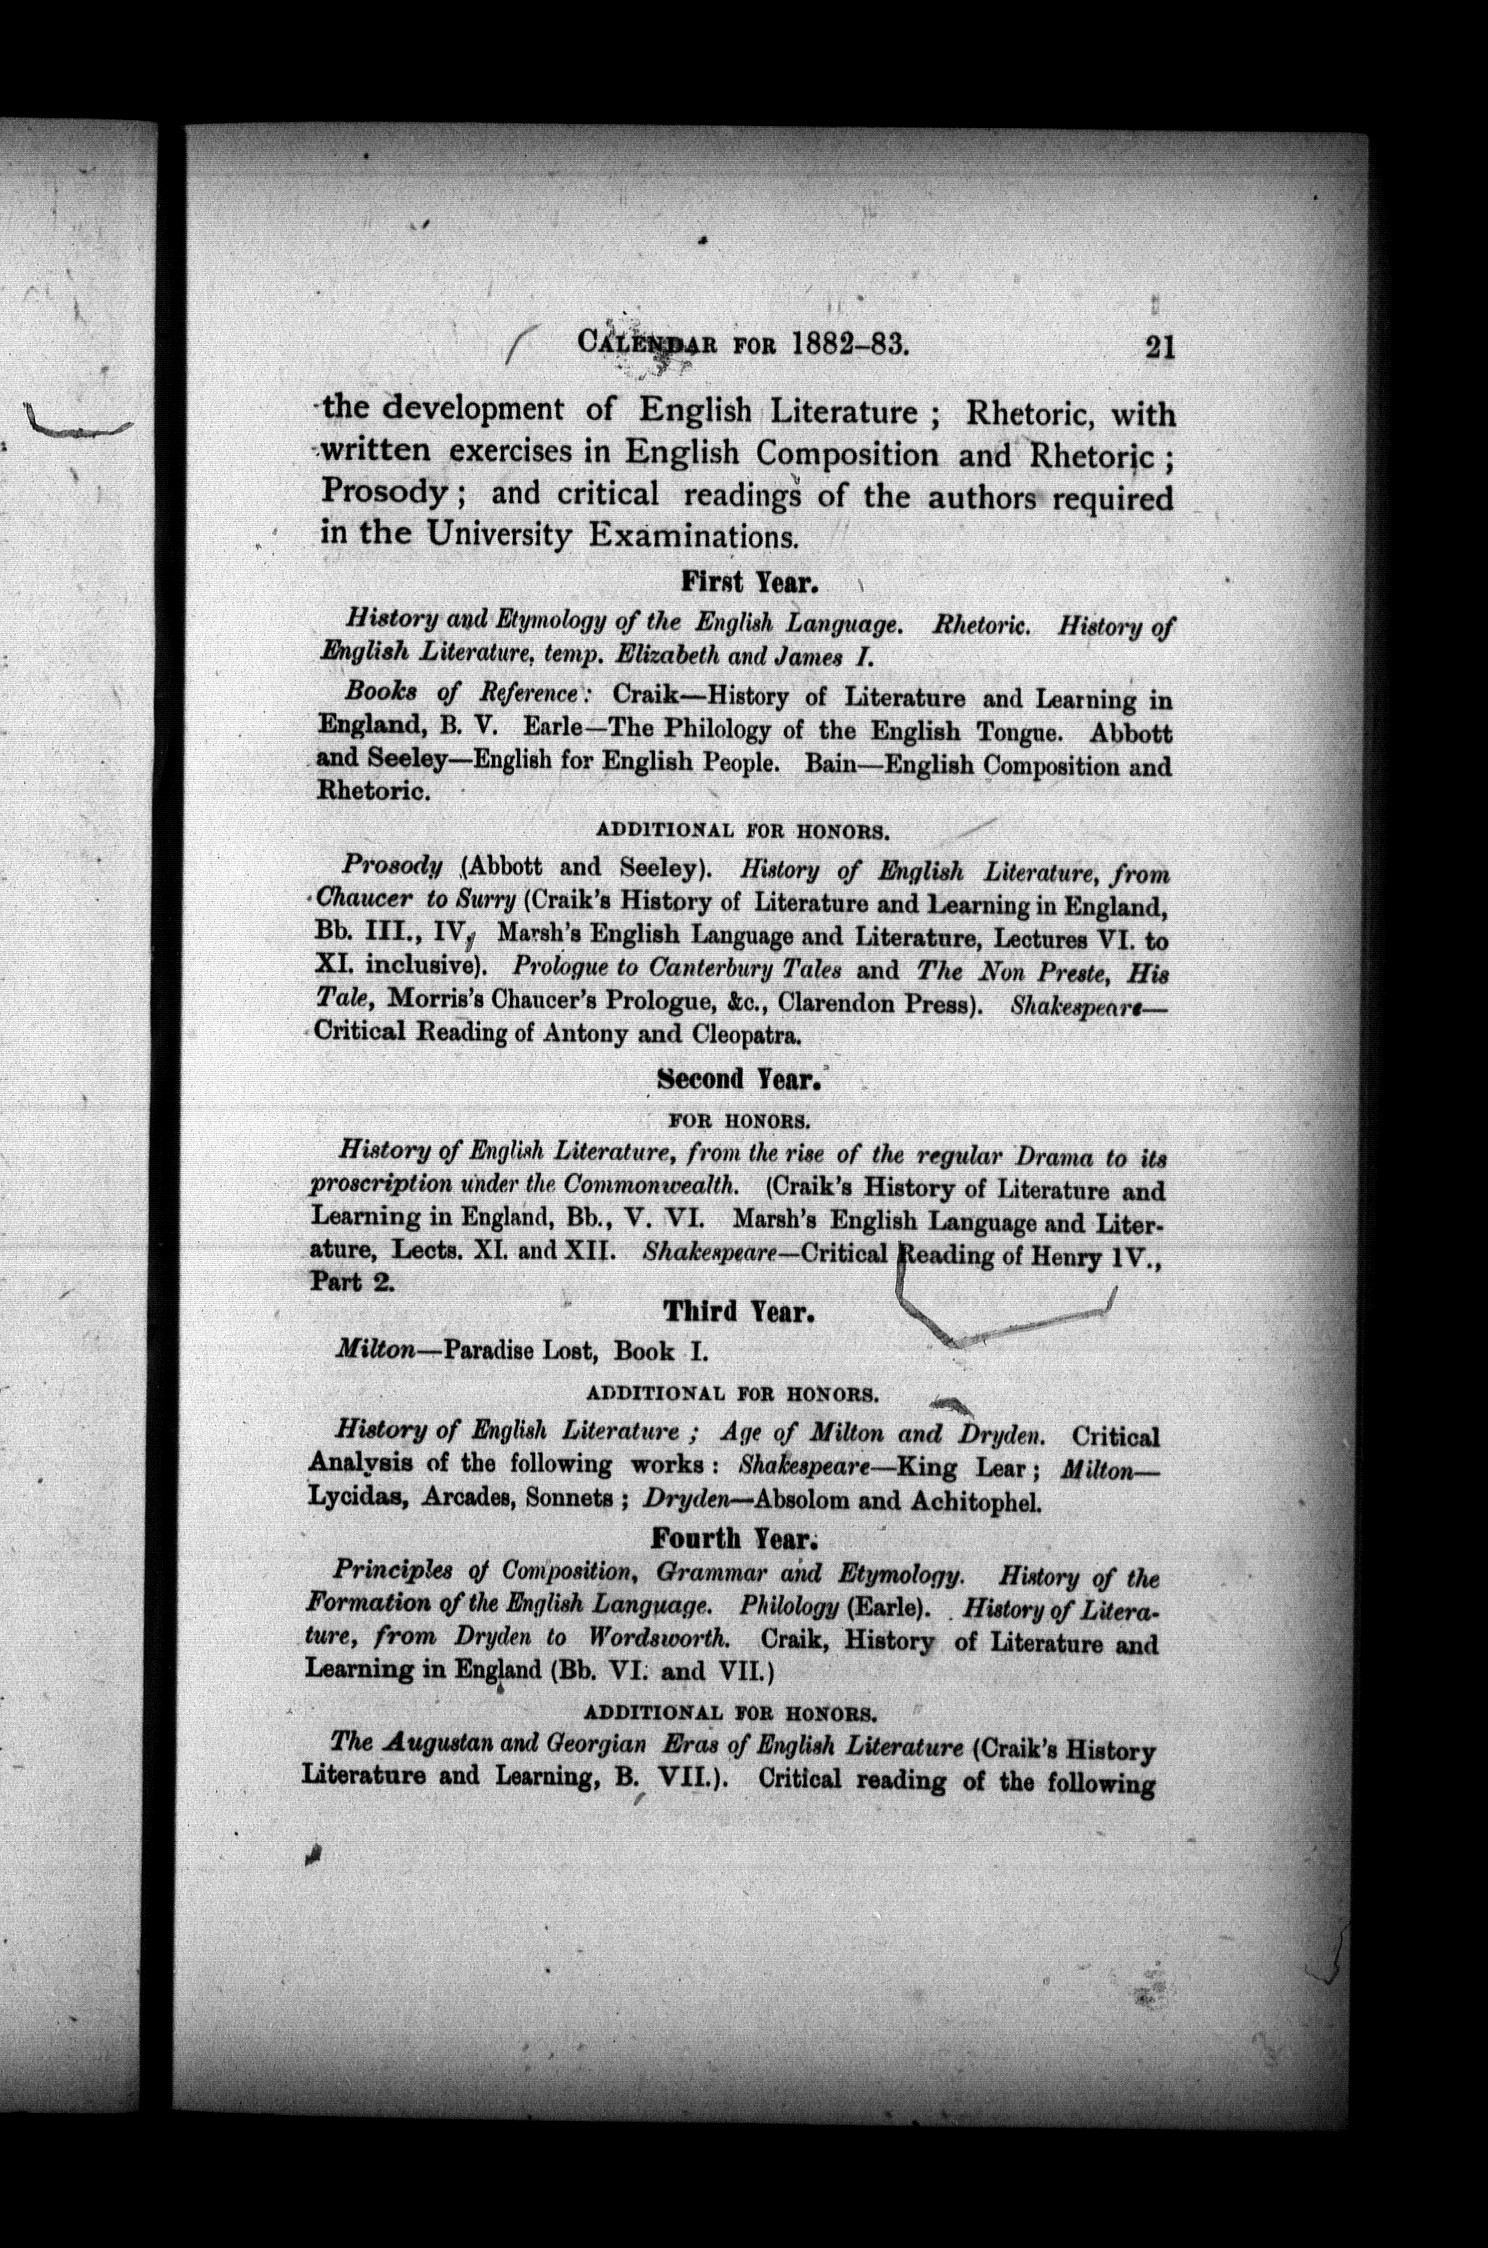 CALENDAR FOR 1882–83. 21
the development of English Literature ; Rhetoric, with
written exercises in English Composition and Rhetoric ;
Prosody ; and critical readings of the authors required
in the University Examinations.
First Year.
History and Etymology of the English Language. Rhetoric. History of
English Literature, temp. Elizabeth and James I.
Books of Reference : Craik—History of Literature and Learning in
England, B. V. Earle—The Philology of the English Tongue. Abbott
and Seeley—English for English People. Bain—English Composition and
Rhetoric.
ADDITIONAL FOR HONORS.
Prosody (Abbott and Seeley). History of English Literature, from
Chaucer to Surry (Craik's History of Literature and Learning in England,
Bb. III., IV, Marsh's English Language and Literature, Lectures VI. to
XI. inclusive). Prologue to Canterbury Tales and The Non Preste, His
Tale, Morris's Chaucer's Prologue, &c., Clarendon Press). Shakespeare—
Critical Reading of Antony and Cleopatra.
Second Year.
FOR HONORS.
History of English Literature, from the rise of the regular Drama to its
proscription under the Commonwealth. (Craik's History of Literature and
Learning in England, Bb., V. VI. Marsh's English Language and Liter-
ature, Lects. XI. and XII. Shakespeare—Critical Reading of Henry IV.,
Part 2.
Third Year.
Milton—Paradise Lost, Book I.
ADDITIONAL FOR HONORS.
History of English Literature ; Age of Milton and Dryden. Critical
Analysis of the following works : Shakespeare—King Lear ; Milton—
Lycidas, Arcades, Sonnets ; Dryden—Absolom and Achitophel.
Fourth Year.
Principles of Composition, Grammar and Etymology. History of the
Formation of the English Language. Philology (Earle). History of Litera-
ture, from Dryden to Wordsworth. Craik, History of Literature and
Learning in England (Bb. VI. and VII.)
ADDITIONAL FOR HONORS.
The Augustan and Georgian Eras of English Literature (Craik's History
Literature and Learning, B. VII.). Critical reading of the following